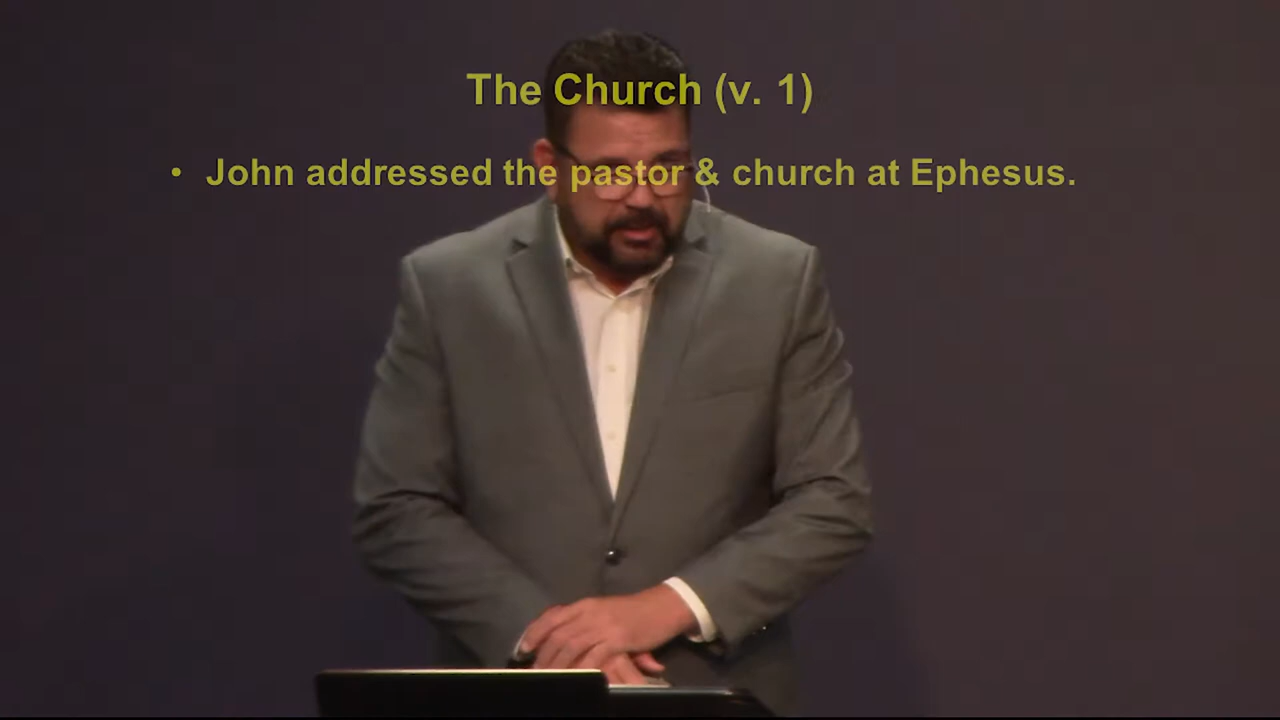 The Church (v. 1)
• John addressed the pastor & church at Ephesus.